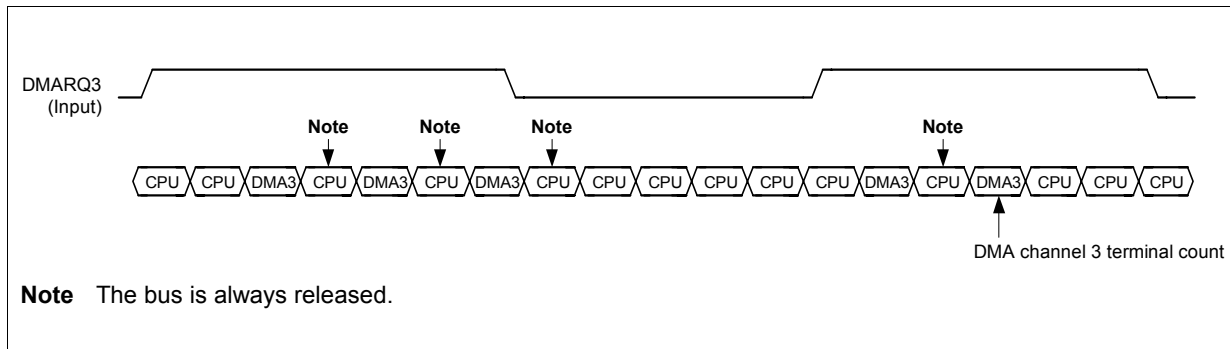 DMARQ3
(Input)
Note Note Note Note
CPU CPU DMA3 CPU DMA3 CPU DMA3 CPU CPU CPU CPU CPU CPU DMA3 CPU DMA3 CPU CPU CPU
DMA channel 3 terminal count
Note The bus is always released.